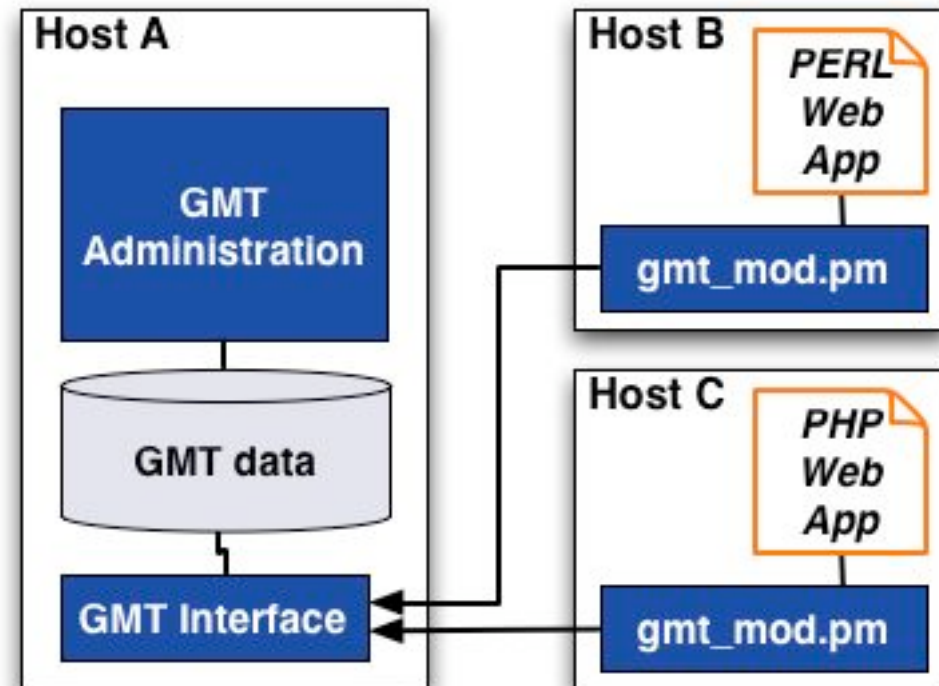 Host A
GMT
Administration
GMT data
GMT Interface
Host B
PERL
Web
App
gmt_mod.pm
Host C
PHP
Web
App
gmt_mod.pm